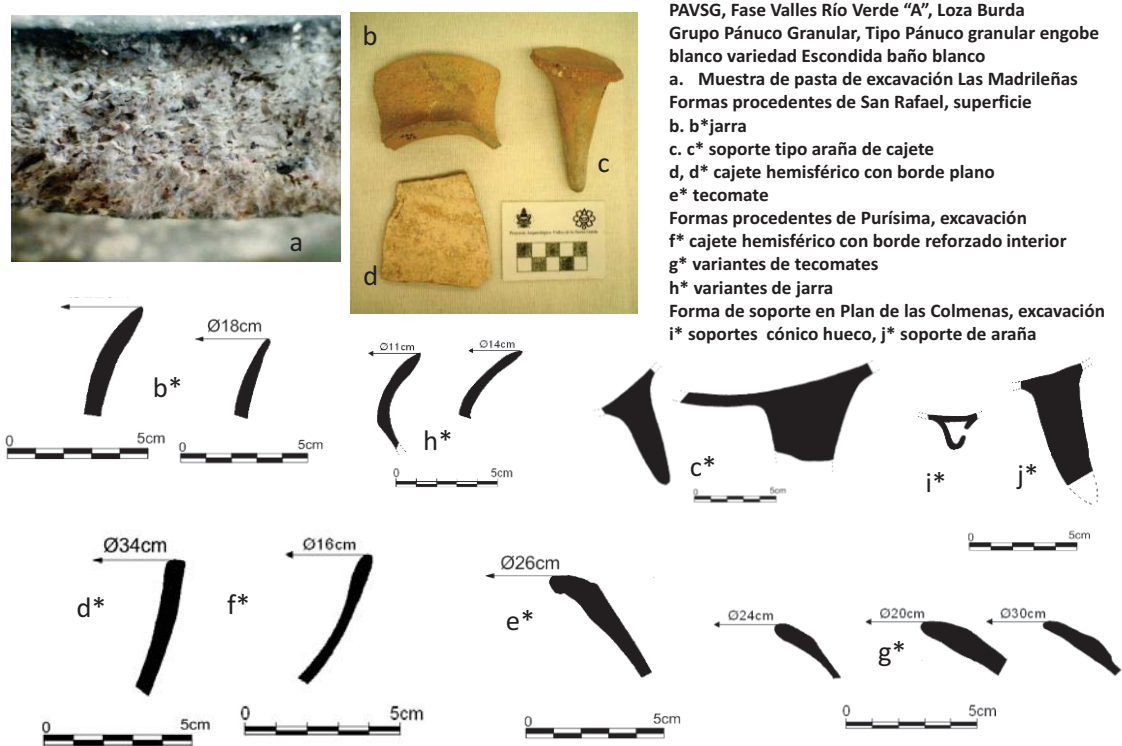 PAVSG, Fase Valles Río Verde “A”, Loza Burda
Grupo Pánuco Granular, Tipo Pánuco granular engobe
blanco variedad Escondida baño blanco
a. Muestra de pasta de excavación Las Madrileñas
Formas procedentes de San Rafael, superficie
b. b*jarra
c. c* soporte tipo araña de cajete
d, d* cajete hemisférico con borde plano
e* tecomate
Formas procedentes de Purísima, excavación
f* cajete hemisférico con borde reforzado interior
g* variantes de tecomates
h* variantes de jarra
Forma de soporte en Plan de las Colmenas, excavación
i* soportes cónico hueco, j* soporte de araña
a
b
c
d
Ø18cm
b*
0 5cm
0 5cm
Ø11cm
Ø14cm
h*
0 5cm
c*
0 5cm
i*
j*
0 5cm
Ø34cm
d*
0 5cm
Ø16cm
f*
0 5cm
Ø26cm
e*
0 5cm
Ø24cm
Ø20cm
Ø30cm
g*
0 5cm